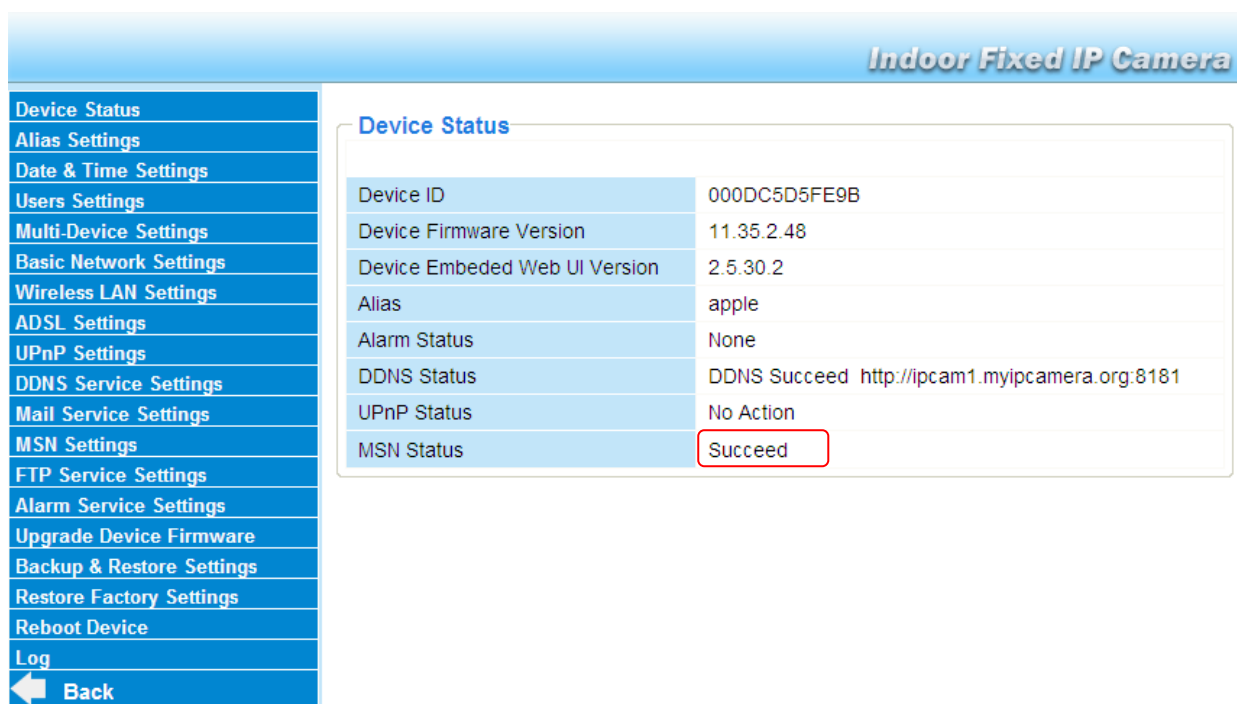 Indoor Fixed IP Camera
Device Status
Alias Settings
Date & Time Settings
Users Settings
Multi-Device Settings
Basic Network Settings
Wireless LAN Settings
ADSL Settings
UPnP Settings
DDNS Service Settings
Mail Service Settings
MSN Settings
FTP Service Settings
Alarm Service Settings
Upgrade Device Firmware
Backup & Restore Settings
Restore Factory Settings
Reboot Device
Log
Back
Device Status
Device ID 000DC5D5FE9B
Device Firmware Version 11.35.2.48
Device Embeded Web UI Version 2.5.30.2
Alias apple
Alarm Status None
DDNS Status DDNS Succeed http://ipcam1.myipcamera.org:8181
UPnP Status No Action
MSN Status Succeed